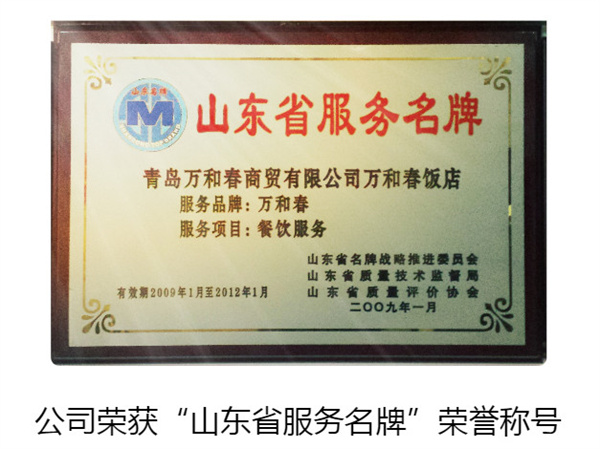 山东名牌
M
山东省服务名牌
青岛万和春商贸有限公司万和春饭店
服务品牌：万和春
服务项目：餐饮服务
山东省名牌战略推进委员会
山东省质量技术监督局
有效期2009年1月至2012年1月
山东省质量评价协会
二〇〇九年一月
公司荣获“山东省服务名牌”荣誉称号